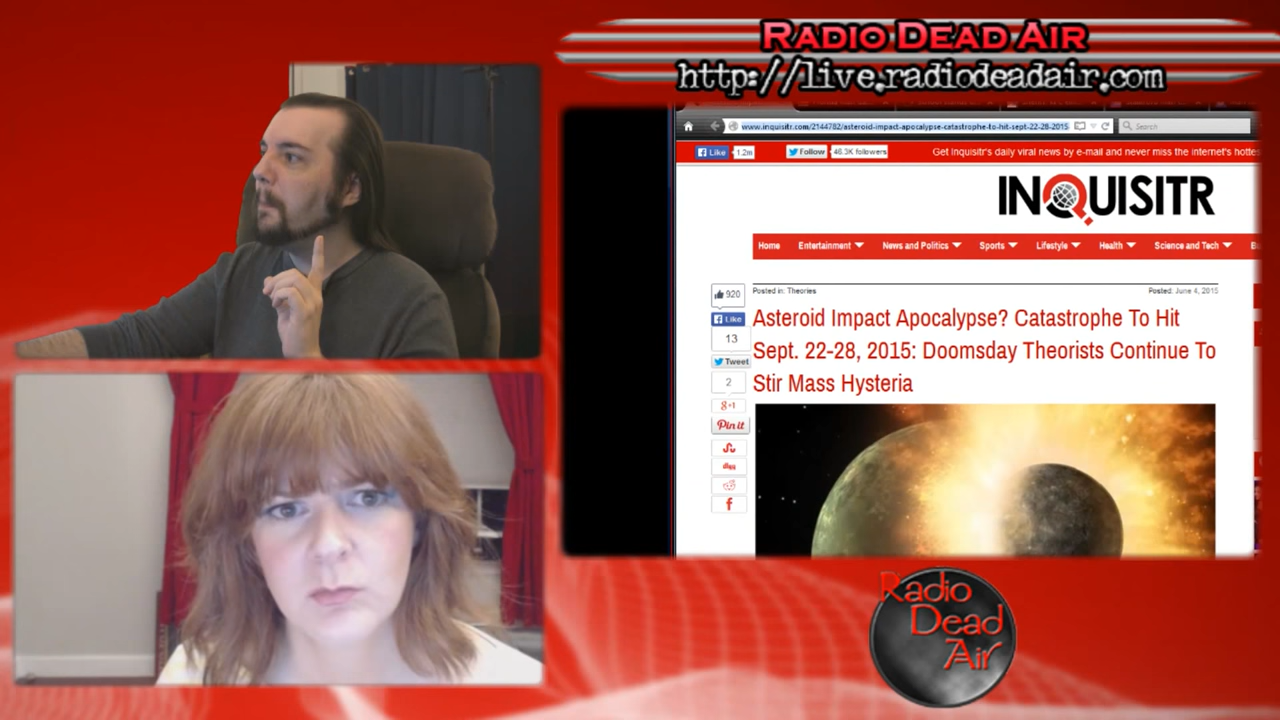 RADIO DEAD AIR
http://live.radiodeadair.com
www.inquisitr.com/2144782/asteroid-impact-apocalypse-catastrophe-to-hit-sept-22-28-2015
Search
Like 1.2m
Follow 46.3K followers
Get Inquisitr's daily viral news by e-mail and never miss the internet's hottes
INQUISITR
Home Entertainment News and Politics Sports Lifestyle Health Science and Tech
920
Posted in: Theories
Posted: June 4, 2015
Like
13
Tweet
2
g+1
Pin it
digg
Asteroid Impact Apocalypse? Catastrophe To Hit
Sept. 22-28, 2015: Doomsday Theorists Continue To
Stir Mass Hysteria
Radio
Dead
Air